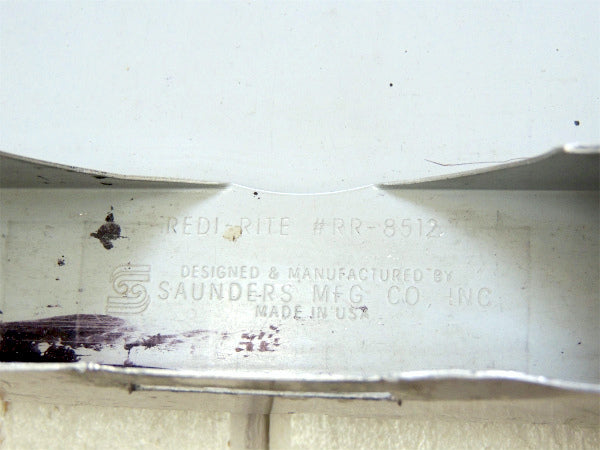 REDI-RITE #RR-8512
DESIGNED & MANUFACTURED BY
SAUNDERS MFG. CO. INC.
MADE IN USA